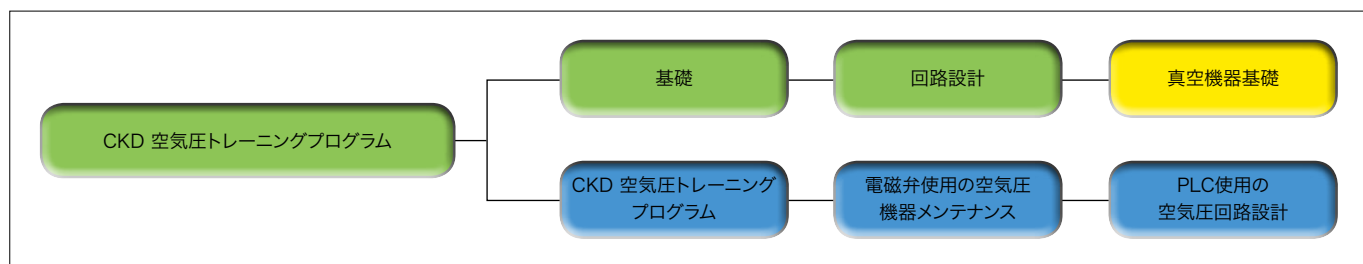 CKD 空気圧トレーニングプログラム
基礎
回路設計
真空機器基礎
CKD 空気圧トレーニング
プログラム
電磁弁使用の空気圧
機器メンテナンス
PLC使用の
空気圧回路設計